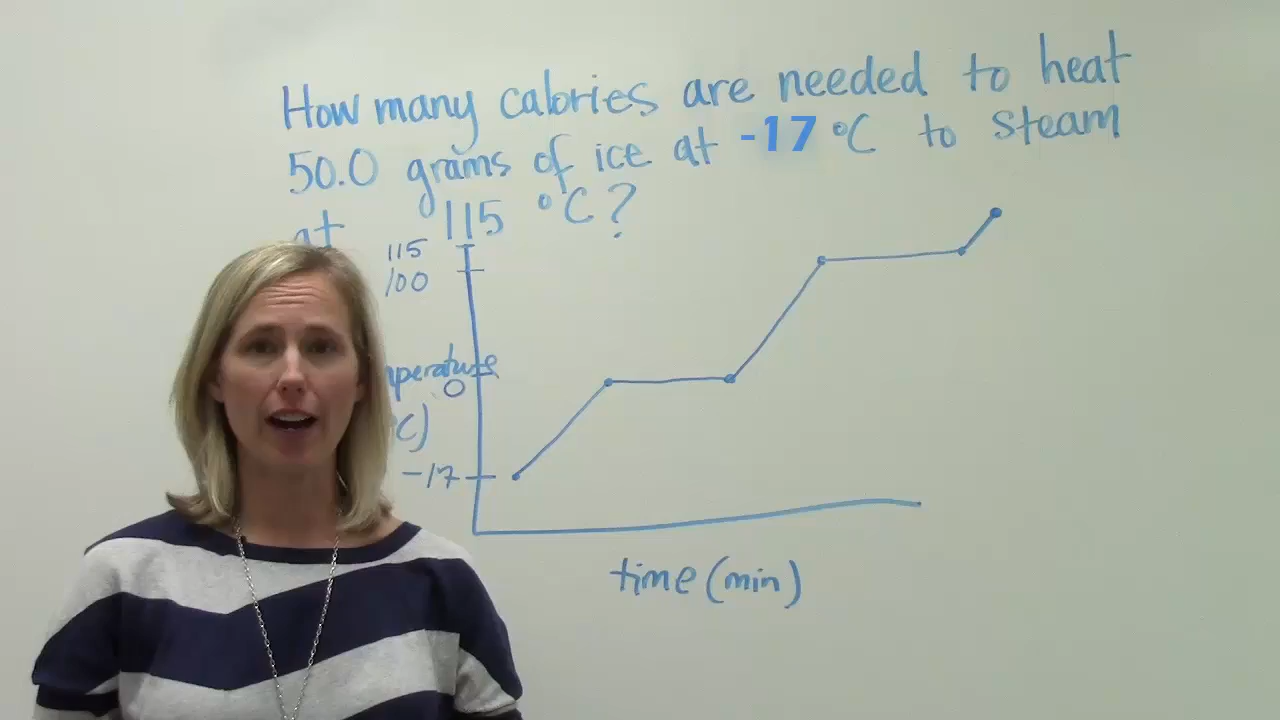 How many calories are needed to heat
50.0 grams of ice at -17 °C to steam
at 115 °C?
115
100
0
-17
time (min)